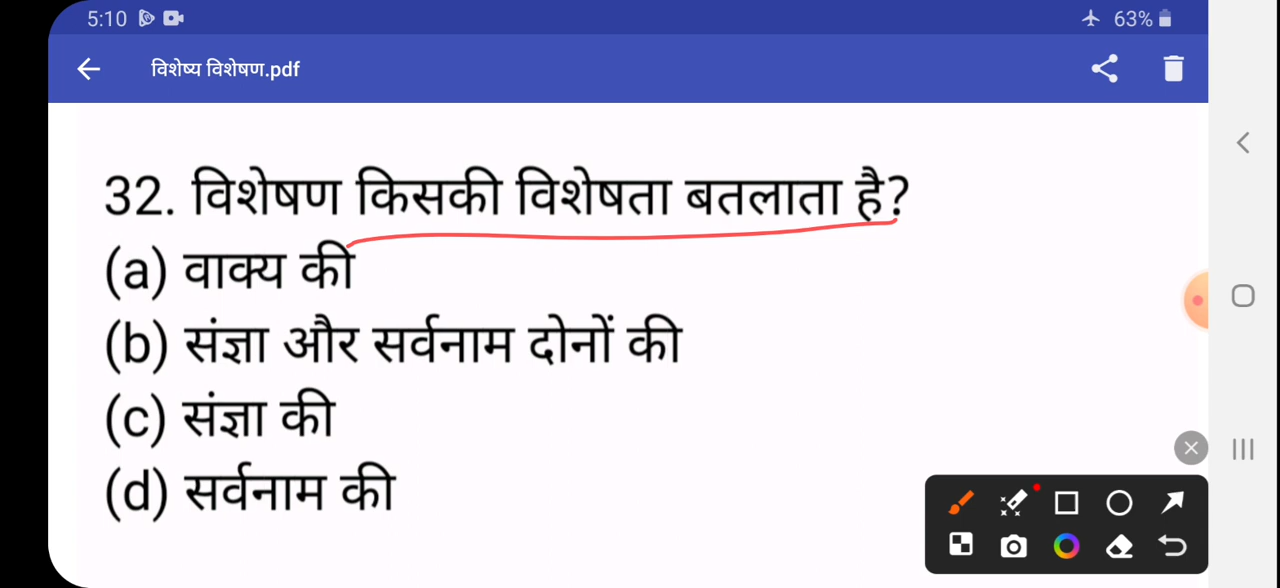 5:10
63%
विशेष्य विशेषण.pdf
32. विशेषण किसकी विशेषता बतलाता है?
(a) वाक्य की
(b) संज्ञा और सर्वनाम दोनों की
(c) संज्ञा की
(d) सर्वनाम की